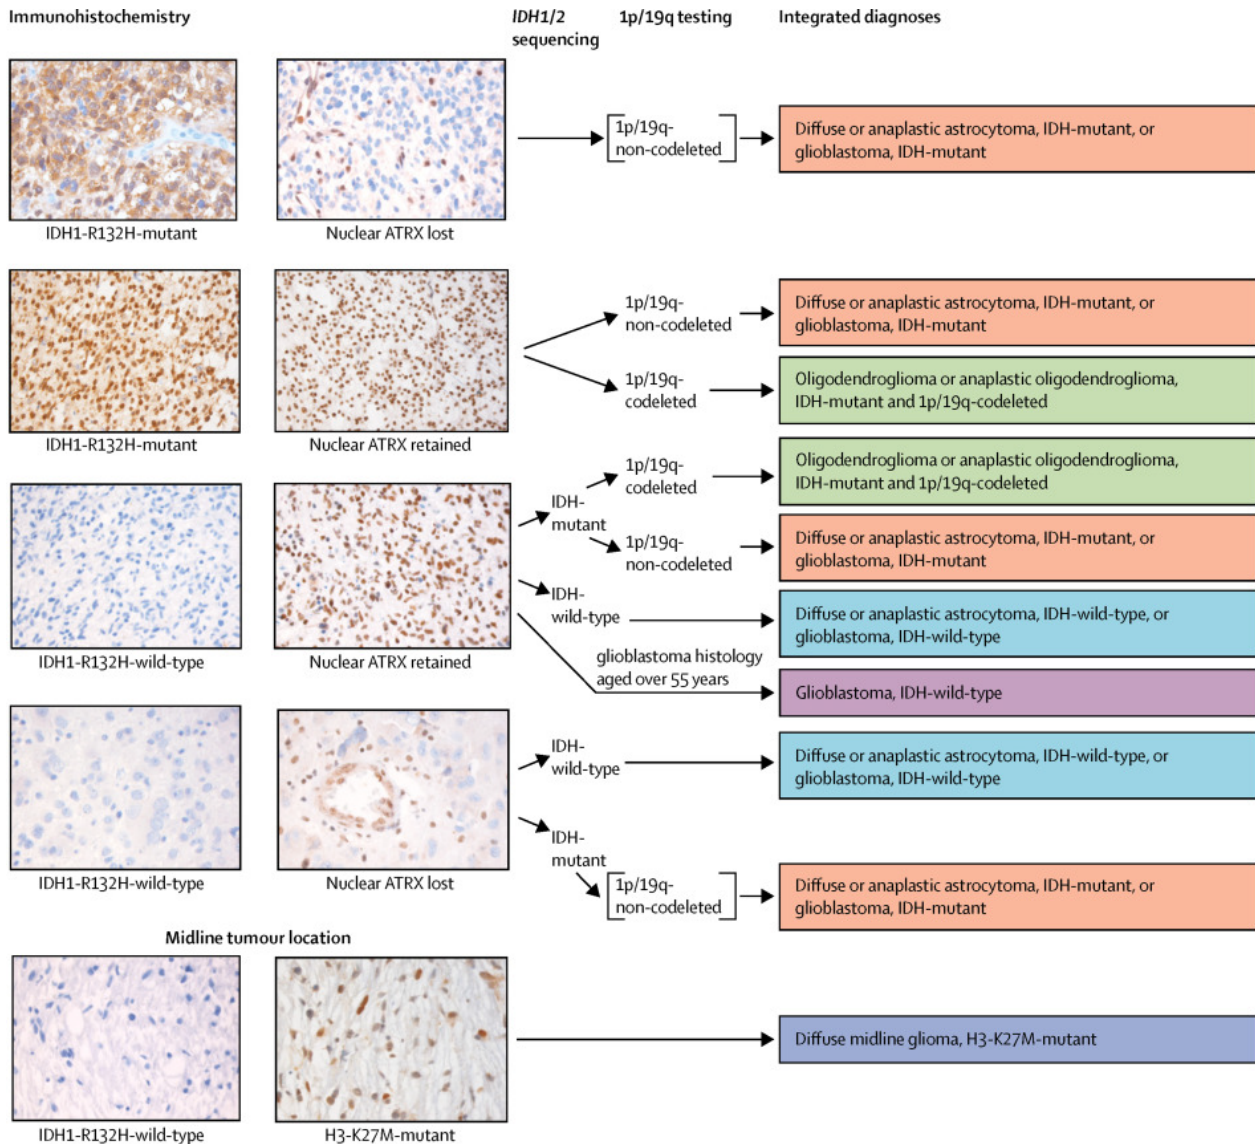 Immunohistochemistry
IDH1/2
sequencing
1p/19q testing
Integrated diagnoses
IDH1-R132H-mutant
Nuclear ATRX lost
1p/19q-
non-codeleted
Diffuse or anaplastic astrocytoma, IDH-mutant, or
glioblastoma, IDH-mutant
IDH1-R132H-mutant
Nuclear ATRX retained
1p/19q-
non-codeleted
Diffuse or anaplastic astrocytoma, IDH-mutant, or
glioblastoma, IDH-mutant
1p/19q-
codeleted
Oligodendroglioma or anaplastic oligodendroglioma,
IDH-mutant and 1p/19q-codeleted
IDH1-R132H-wild-type
Nuclear ATRX retained
IDH-
mutant
1p/19q-
codeleted
Oligodendroglioma or anaplastic oligodendroglioma,
IDH-mutant and 1p/19q-codeleted
1p/19q-
non-codeleted
Diffuse or anaplastic astrocytoma, IDH-mutant, or
glioblastoma, IDH-mutant
IDH-
wild-type
Diffuse or anaplastic astrocytoma, IDH-wild-type, or
glioblastoma, IDH-wild-type
glioblastoma histology
aged over 55 years
Glioblastoma, IDH-wild-type
IDH1-R132H-wild-type
Nuclear ATRX lost
IDH-
wild-type
Diffuse or anaplastic astrocytoma, IDH-wild-type, or
glioblastoma, IDH-wild-type
IDH-
mutant
1p/19q-
non-codeleted
Diffuse or anaplastic astrocytoma, IDH-mutant, or
glioblastoma, IDH-mutant
Midline tumour location
IDH1-R132H-wild-type
H3-K27M-mutant
Diffuse midline glioma, H3-K27M-mutant